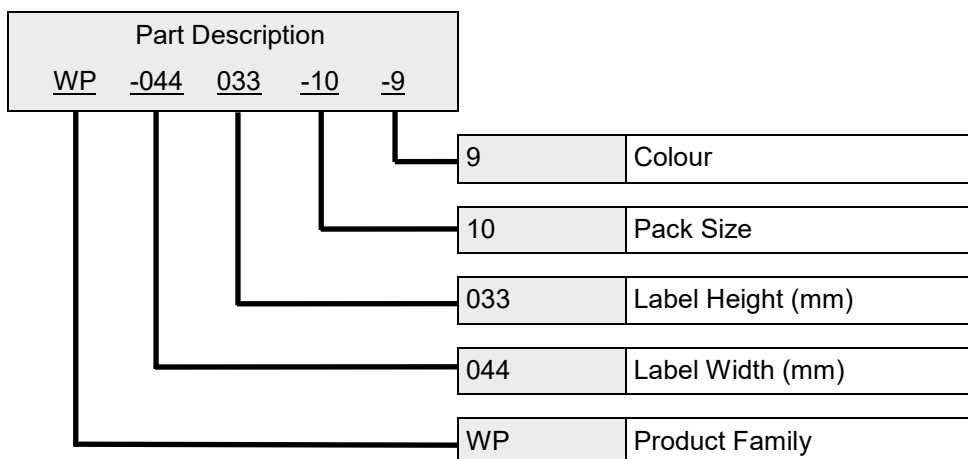 Part Description
WP -044 033 -10 -9
9 Colour
10 Pack Size
033 Label Height (mm)
044 Label Width (mm)
WP Product Family